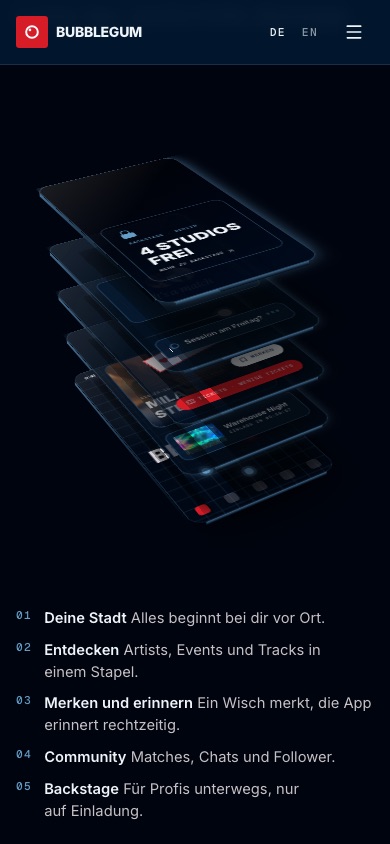 BUBBLEGUM
DE EN
4 STUDIOS
FREI
Session am Freitag?
MERKEN
Warehouse Night
01 Deine Stadt Alles beginnt bei dir vor Ort.
02 Entdecken Artists, Events und Tracks in
einem Stapel.
03 Merken und erinnern Ein Wisch merkt, die App
erinnert rechtzeitig.
04 Community Matches, Chats und Follower.
05 Backstage Für Profis unterwegs, nur
auf Einladung.